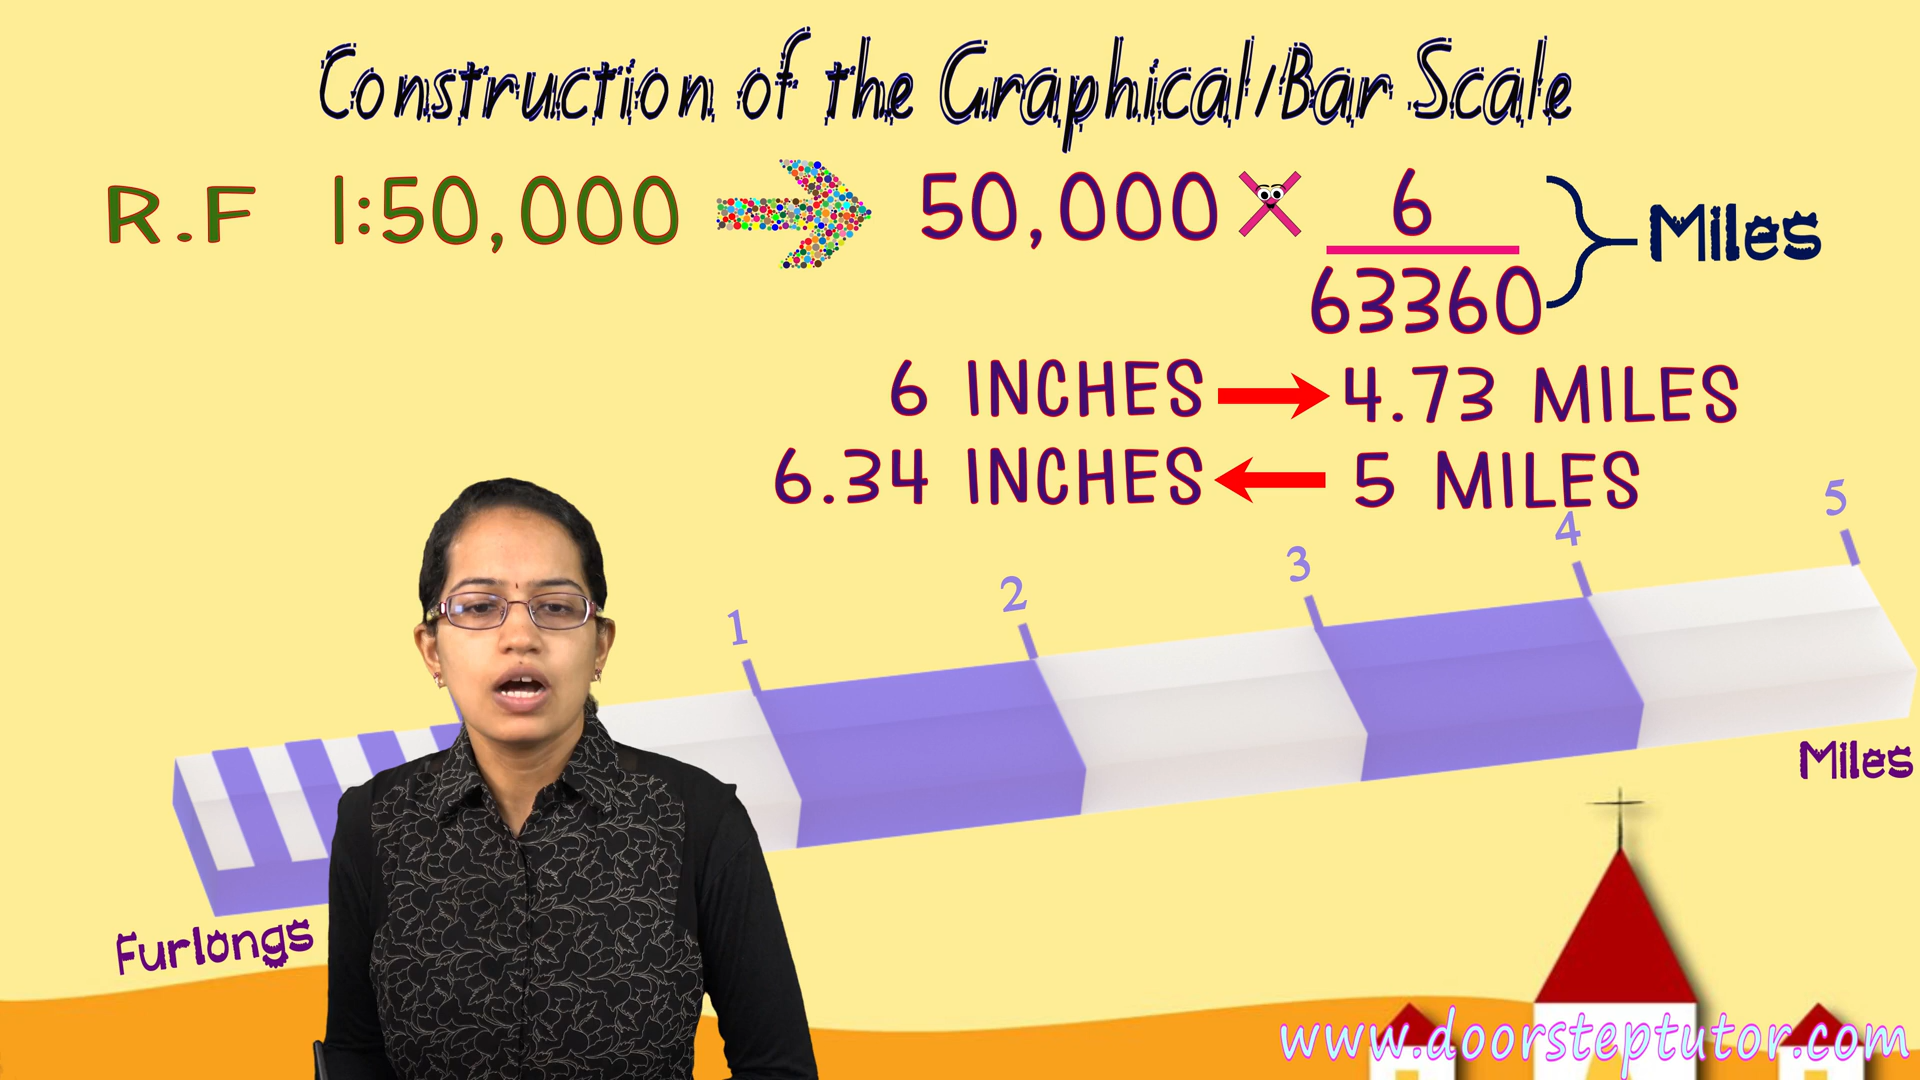 Construction of the Graphical/Bar Scale
R.F 1:50,000 50,000 × 6
63360
Miles
6 INCHES 4.73 MILES
6.34 INCHES 5 MILES
1 2 3 4 5
Miles
Furlongs
www.doorsteptutor.com